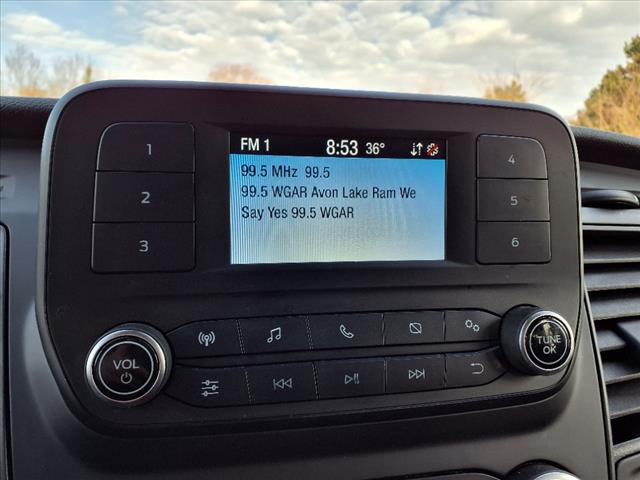 FM 1 8:53 36°
99.5 MHz 99.5
99.5 WGAR Avon Lake Ram We
Say Yes 99.5 WGAR
1
2
3
4
5
6
VOL
TUNE
OK